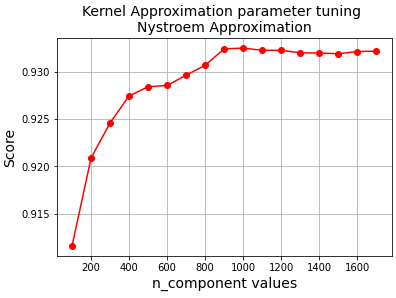 Kernel Approximation parameter tuning
Nystroem Approximation
Score
0.930
0.925
0.920
0.915
200 400 600 800 1000 1200 1400 1600
n_component values